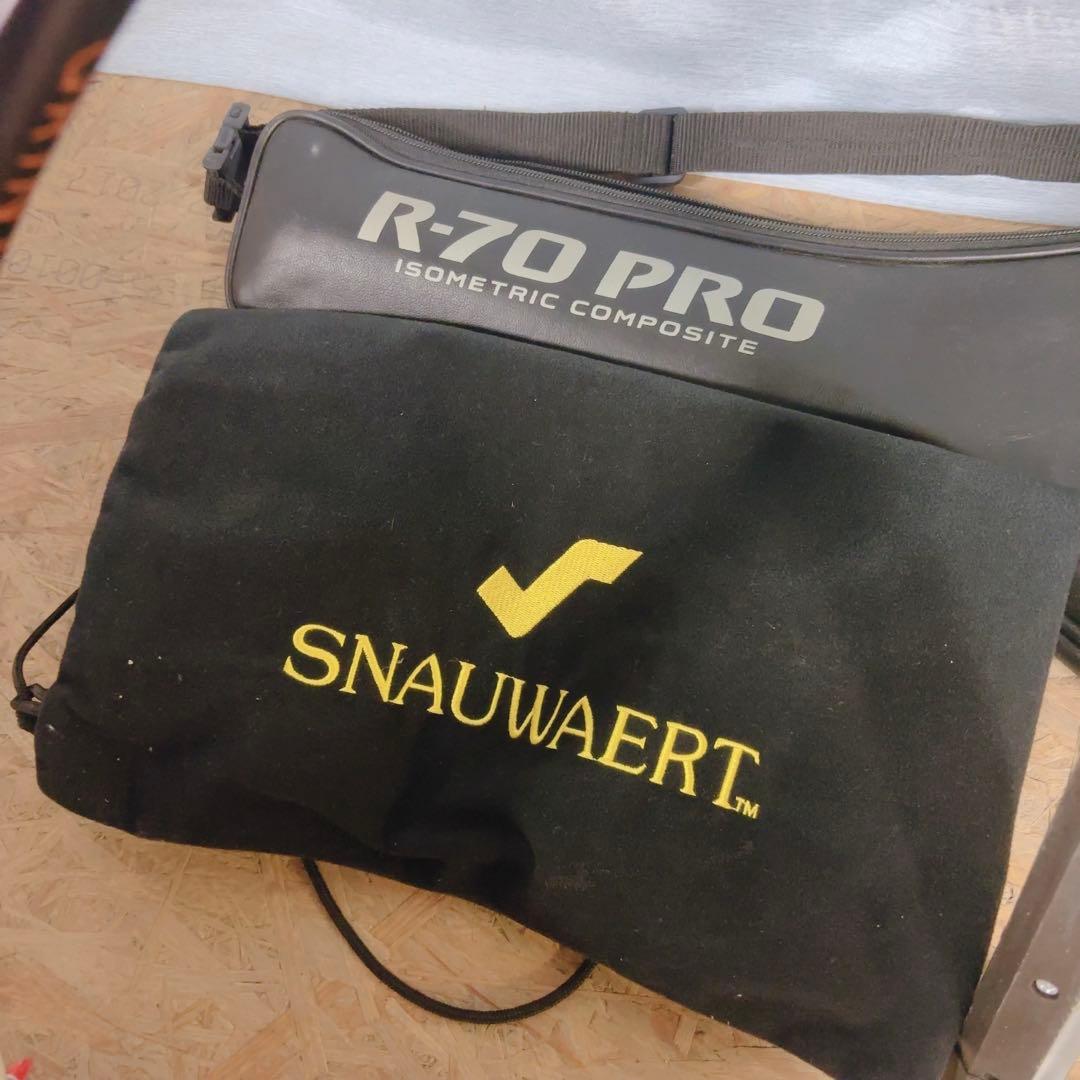 R-70 PRO
ISOMETRIC COMPOSITE
SNAUWAERT
TM